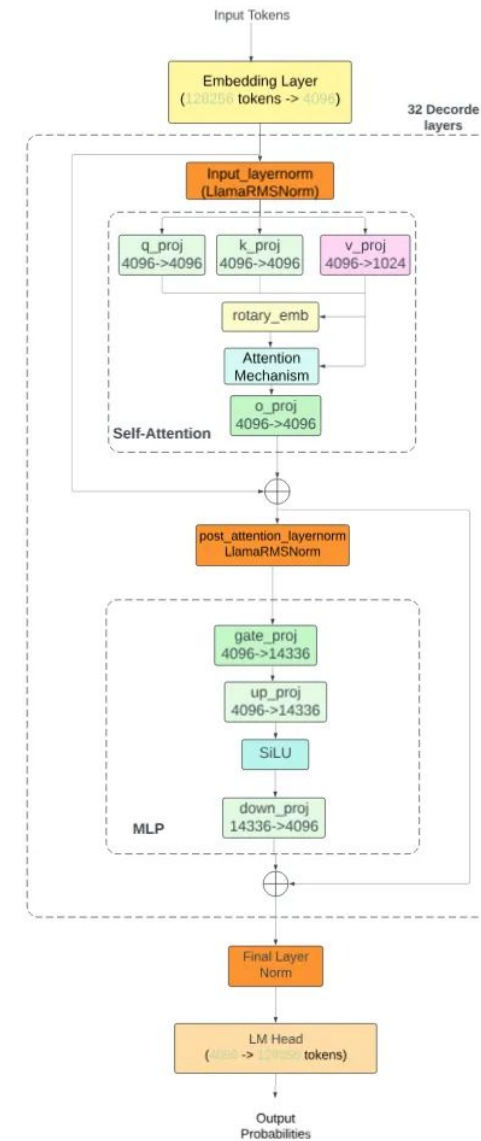 Input Tokens
Embedding Layer
(128256 tokens -> 4096)
32 Decorder
layers
Input_layernorm
(LlamaRMSNorm)
q_proj
4096->4096
k_proj
4096->4096
v_proj
4096->1024
rotary_emb
Attention
Mechanism
o_proj
4096->4096
Self-Attention
post_attention_layernorm
LlamaRMSNorm
gate_proj
4096->14336
up_proj
4096->14336
SiLU
down_proj
14336->4096
MLP
Final Layer
Norm
LM Head
(4096 -> tokens)
Output
Probabilities